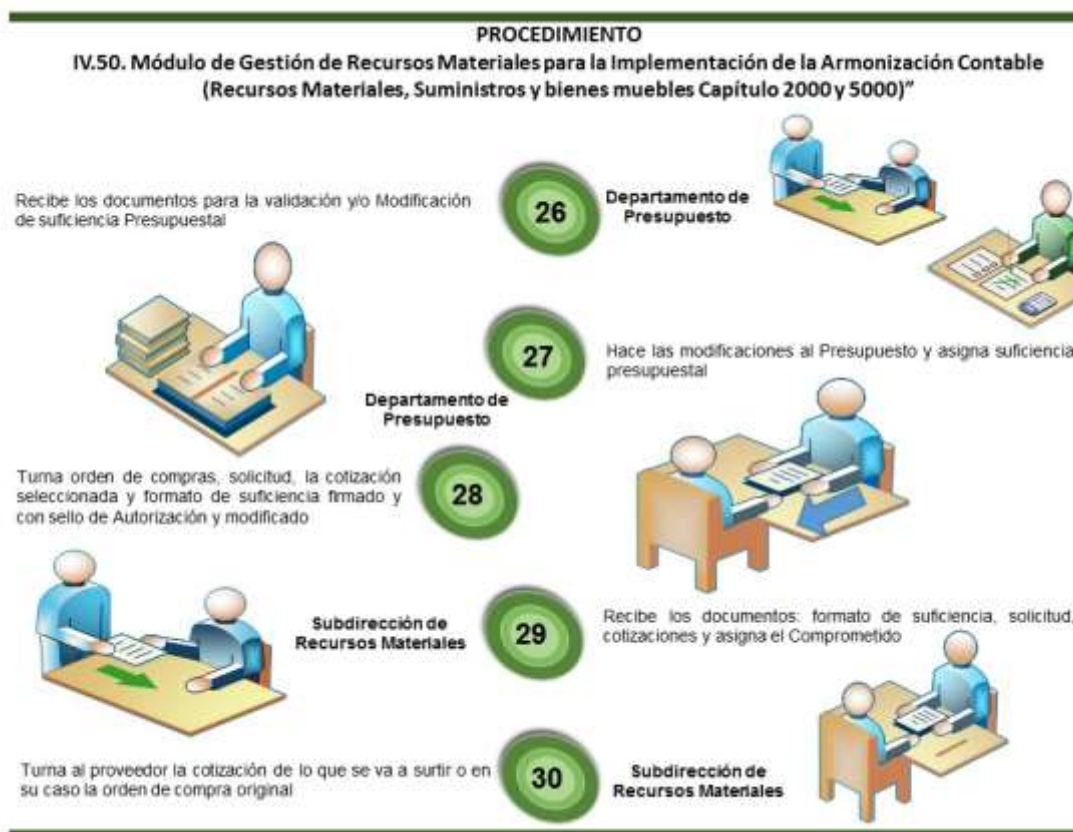 PROCEDIMIENTO
IV.50. Módulo de Gestión de Recursos Materiales para la Implementación de la Armonización Contable
(Recursos Materiales, Suministros y bienes muebles Capítulo 2000 y 5000)”
Recibe los documentos para la validación y/o Modificación
de suficiencia Presupuestal
26
Departamento de
Presupuesto
27
Hace las modificaciones al Presupuesto y asigna suficiencia
presupuestal
Departamento de
Presupuesto
Turna orden de compras, solicitud, la cotización
seleccionada y formato de suficiencia firmado y
con sello de Autorización y modificado
28
Subdirección de
Recursos Materiales
29
Recibe los documentos: formato de suficiencia, solicitud,
cotizaciones y asigna el Comprometido
Turna al proveedor la cotización de lo que se va a surtir o en
su caso la orden de compra original
30
Subdirección de
Recursos Materiales